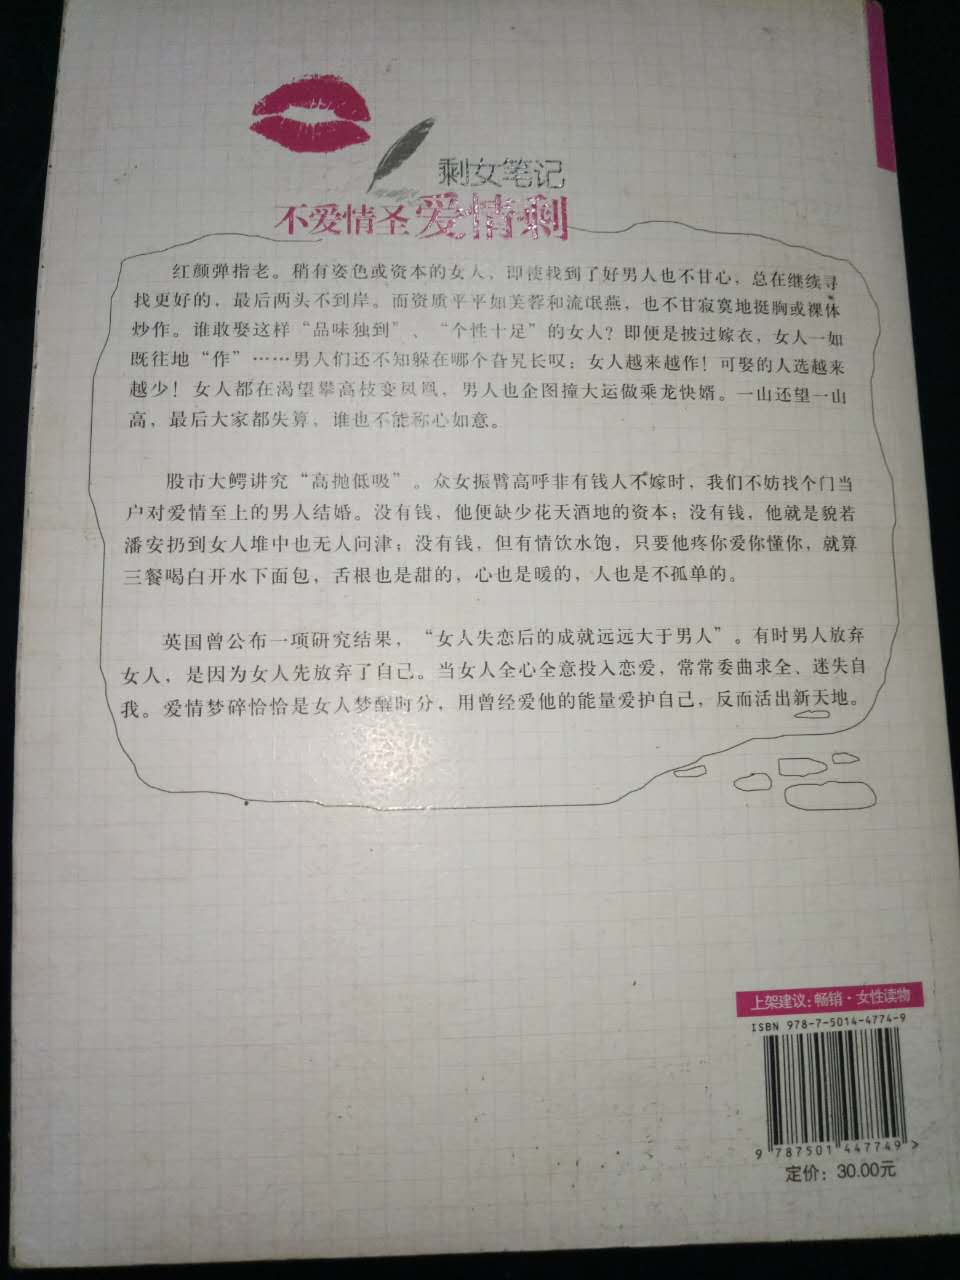 剩女笔记
不爱情圣爱情剩
红颜弹指老。稍有姿色或资本的女人，即使找到了好男人也不甘心，总在继续寻
找更好的，最后两头不到岸。而资质平平如芙蓉和流氓燕，也不甘寂寞地挺胸或裸体
炒作。谁敢娶这样“品味独到”、“个性十足”的女人？即便是披过嫁衣，女人一如
既往地“作”……男人们还不知躲在哪个旮旯长叹：女人越来越作！可娶的人选越来
越少！女人都在渴望攀高枝变凤凰，男人也企图撞大运做乘龙快婿。一山还望一山
高，最后大家都失算，谁也不能称心如意。
股市大鳄讲究“高抛低吸”。众女振臂高呼非有钱人不嫁时，我们不妨找个门当
户对爱情至上的男人结婚。没有钱，他便缺少花天酒地的资本；没有钱，他就是貌若
潘安扔到女人堆中也无人问津；没有钱，但有情饮水饱，只要他疼你爱你懂你，就算
三餐喝白开水下面包，舌根也是甜的，心也是暖的，人也是不孤单的。
英国曾公布一项研究结果，“女人失恋后的成就远远大于男人”。有时男人放弃
女人，是因为女人先放弃了自己。当女人全心全意投入恋爱，常常委曲求全、迷失自
我。爱情梦碎恰恰是女人梦醒时分，用曾经爱他的能量爱护自己，反而活出新天地。
上架建议：畅销·女性读物
ISBN 978-7-5014-4774-9
9 787501 447749 >
定价：30.00元